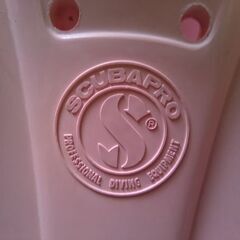 SCUBAPRO
S®
PROFESSIONAL DIVING EQUIPMENT